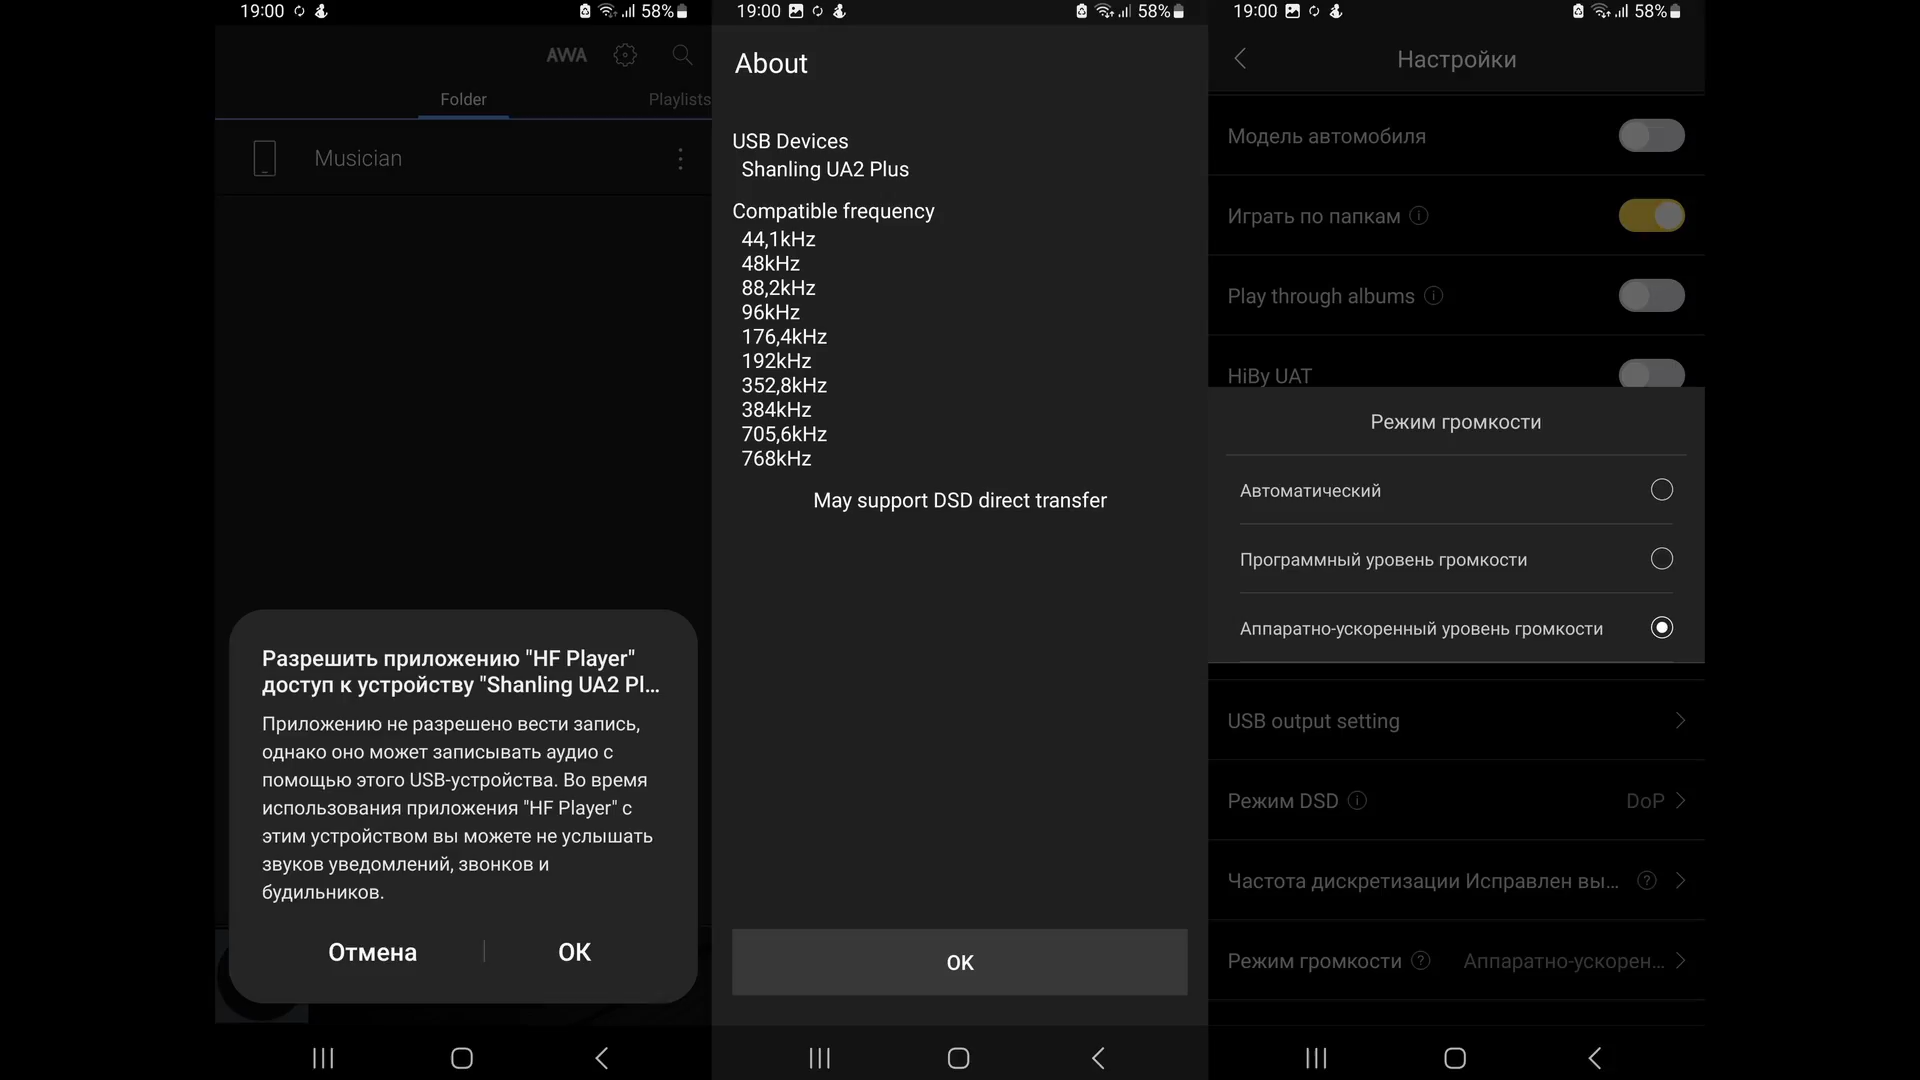 19:00
58%
AWA
Folder
Playlists
Musician
Разрешить приложению "HF Player"
доступ к устройству "Shanling UA2 Pl...
Приложению не разрешено вести запись,
однако оно может записывать аудио с
помощью этого USB-устройства. Во время
использования приложения "HF Player" с
этим устройством вы можете не услышать
звуков уведомлений, звонков и
будильников.
Отмена
ОК
19:00
58%
About
USB Devices
Shanling UA2 Plus
Compatible frequency
44,1kHz
48kHz
88,2kHz
96kHz
176,4kHz
192kHz
352,8kHz
384kHz
705,6kHz
768kHz
May support DSD direct transfer
OK
19:00
58%
Настройки
Модель автомобиля
Играть по папкам
Play through albums
HiBy UAT
Режим громкости
Автоматический
Программный уровень громкости
Аппаратно-ускоренный уровень громкости
USB output setting
Режим DSD
DoP
Частота дискретизации Исправлен вы...
Режим громкости
Аппаратно-ускорен...